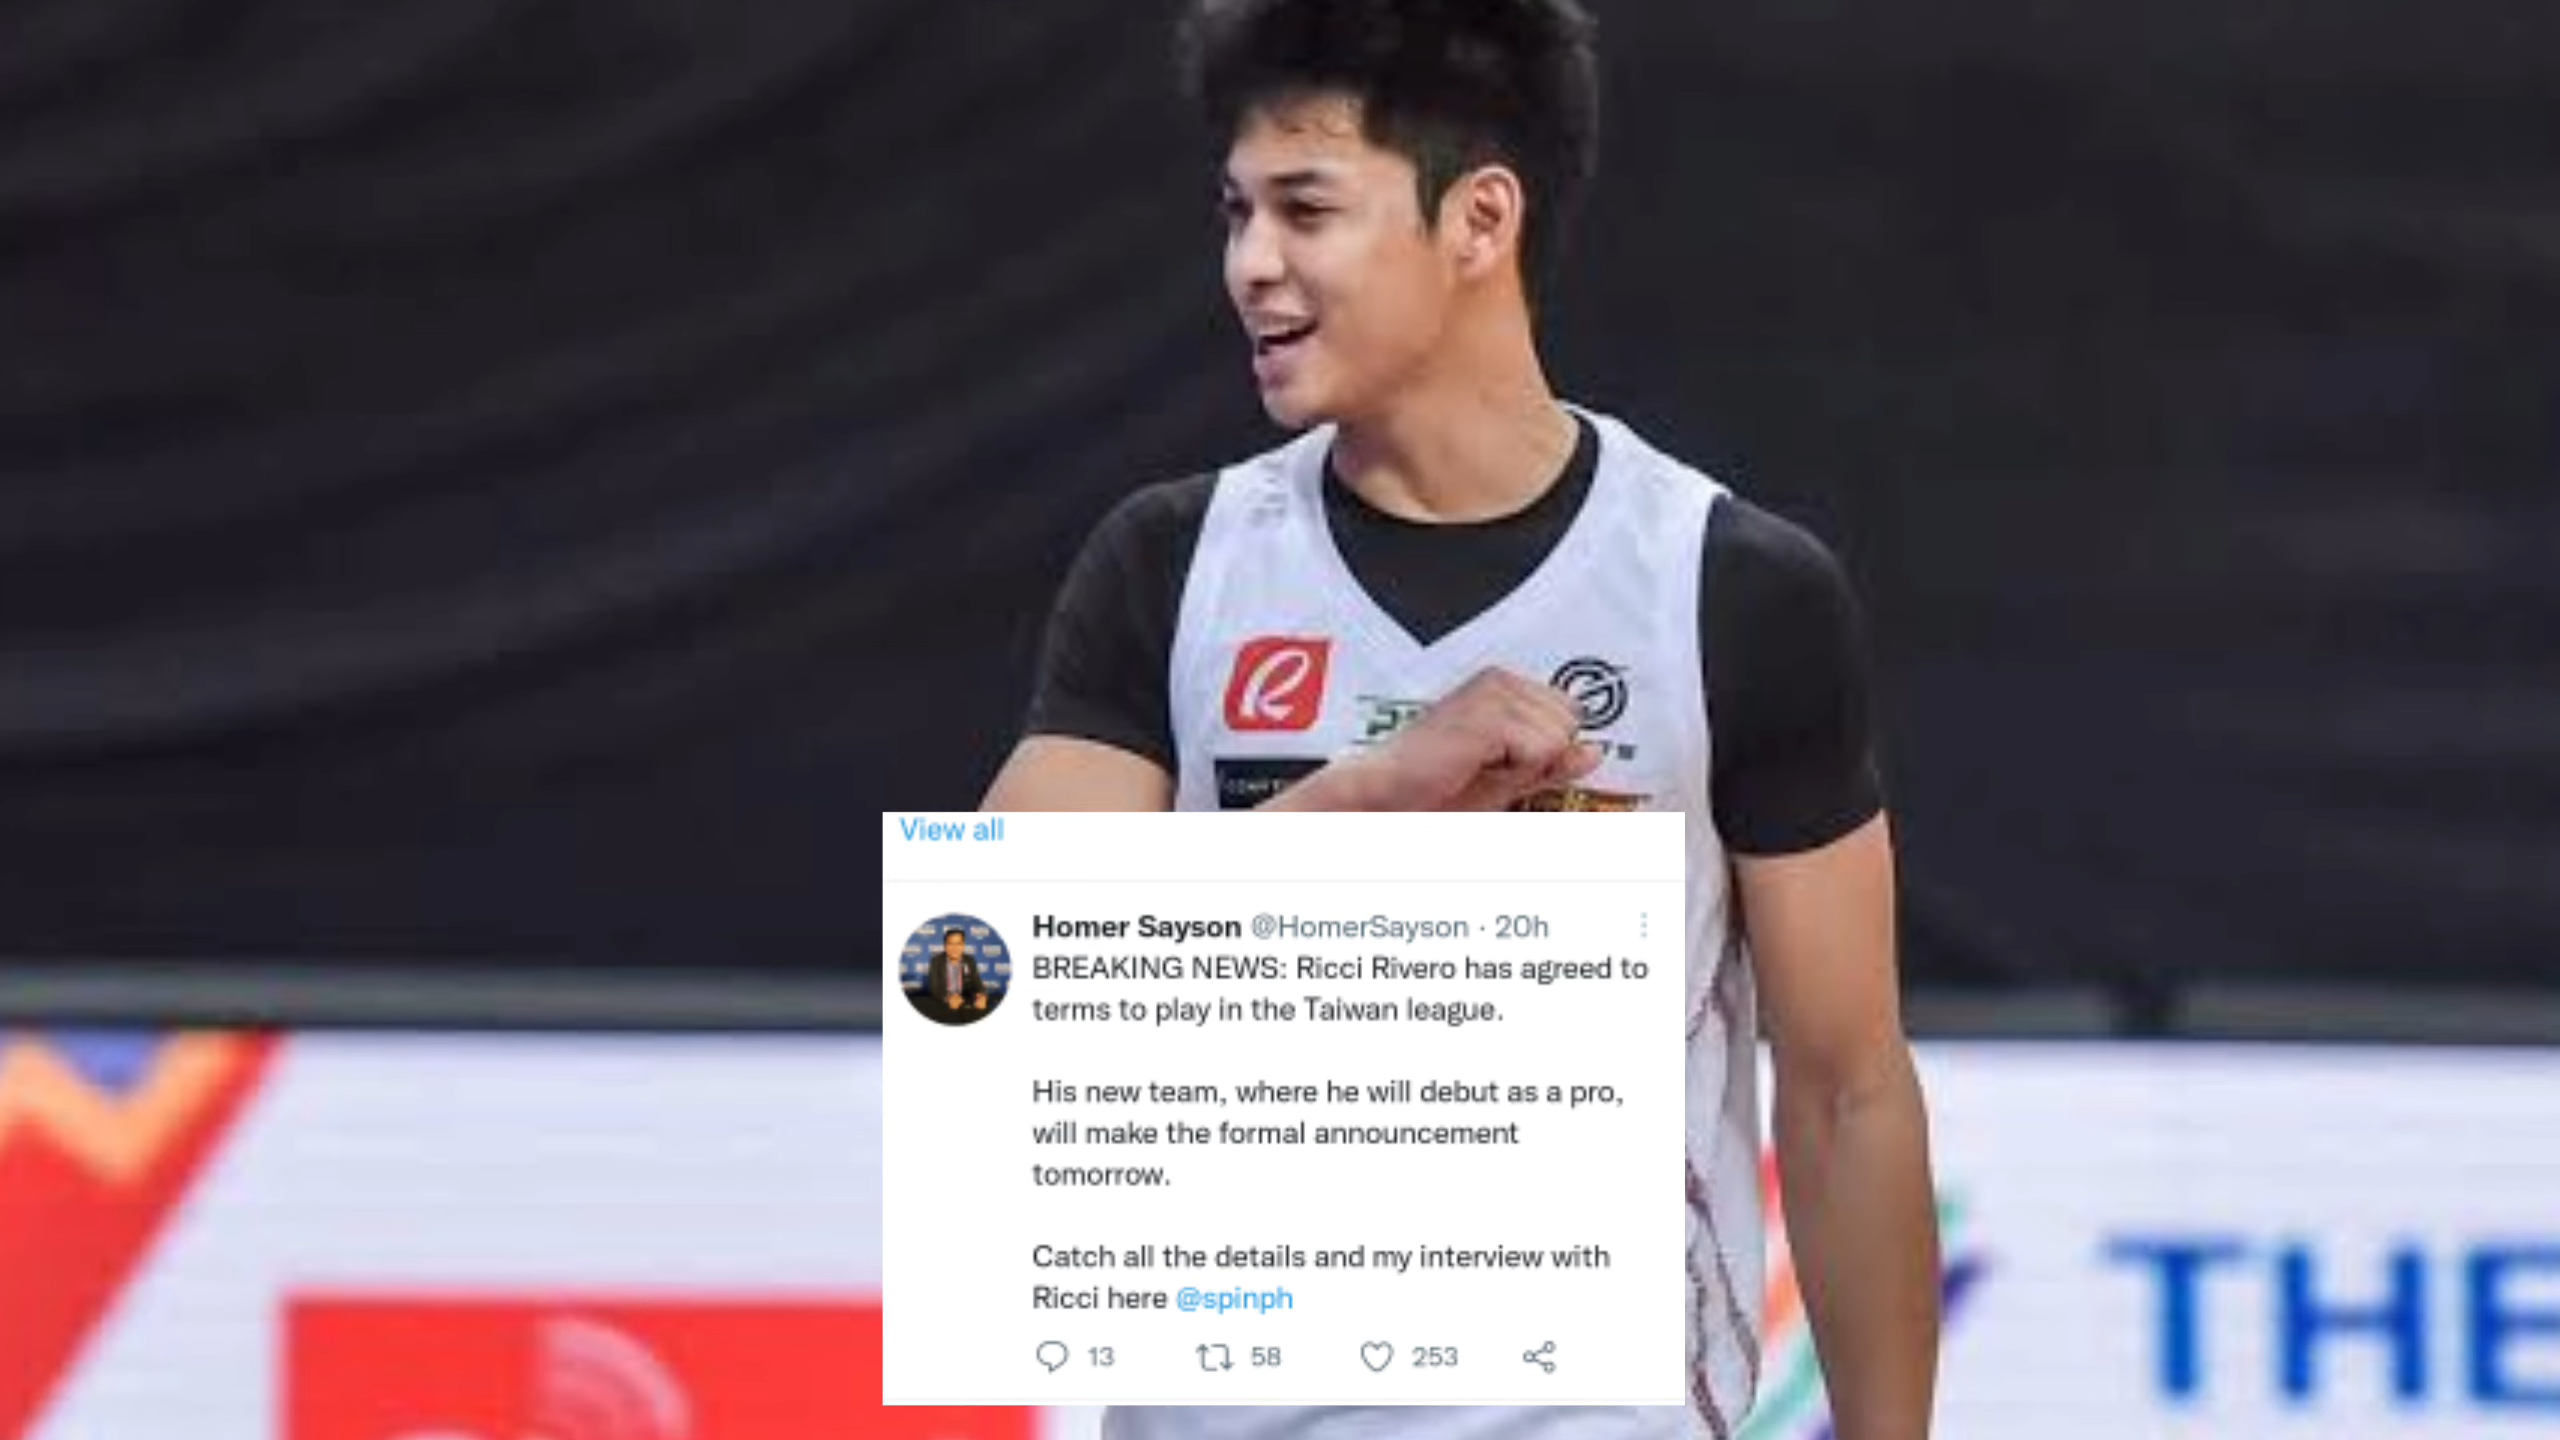 View all
Homer Sayson @HomerSayson · 20h
BREAKING NEWS: Ricci Rivero has agreed to
terms to play in the Taiwan league.
His new team, where he will debut as a pro,
will make the formal announcement
tomorrow.
Catch all the details and my interview with
Ricci here @spinph
13 58 253
R
THE